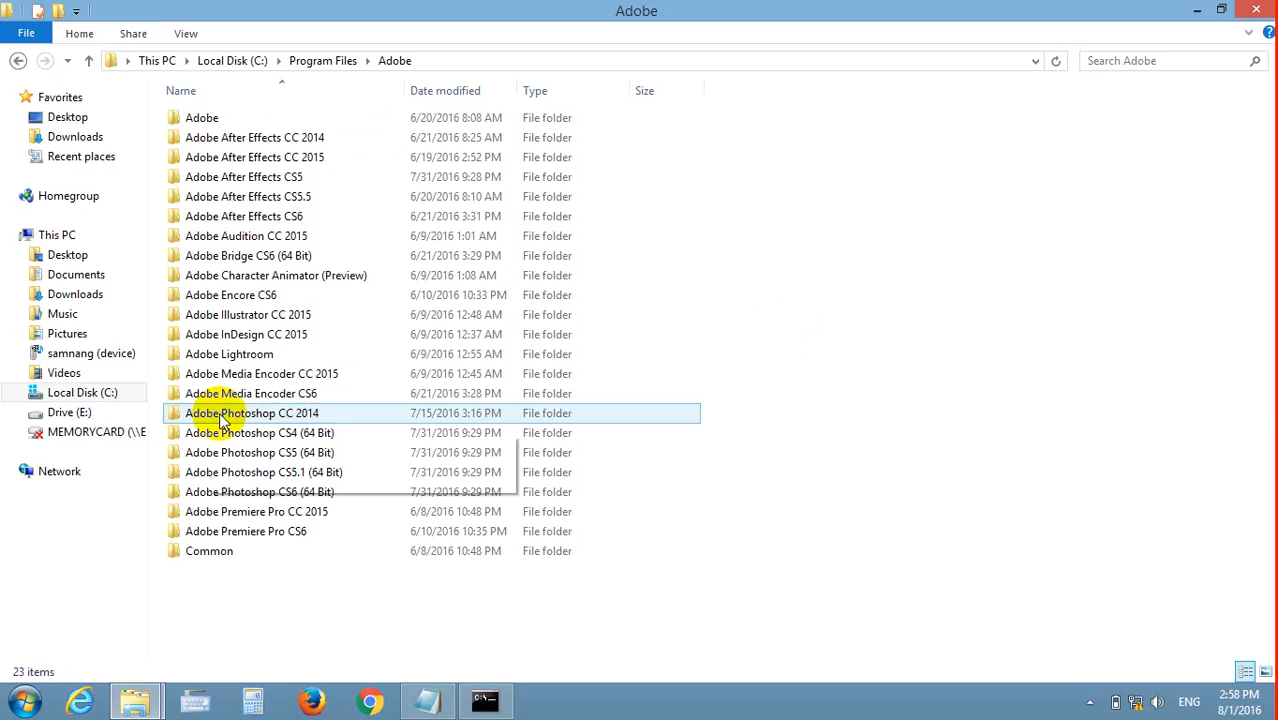 Adobe
File Home Share View
This PC Local Disk (C:) Program Files Adobe Search Adobe
Name Date modified Type Size
Favorites
Desktop
Downloads
Recent places
Homegroup
This PC
Desktop
Documents
Downloads
Music
Pictures
samnang (device)
Videos
Local Disk (C:)
Drive (E:)
MEMORYCARD (\\E
Network
Adobe 6/20/2016 8:08 AM File folder
Adobe After Effects CC 2014 6/21/2016 8:25 AM File folder
Adobe After Effects CC 2015 6/19/2016 2:52 PM File folder
Adobe After Effects CS5 7/31/2016 9:28 PM File folder
Adobe After Effects CS5.5 6/20/2016 8:10 AM File folder
Adobe After Effects CS6 6/21/2016 3:31 PM File folder
Adobe Audition CC 2015 6/9/2016 1:01 AM File folder
Adobe Bridge CS6 (64 Bit) 6/21/2016 3:29 PM File folder
Adobe Character Animator (Preview) 6/9/2016 1:08 AM File folder
Adobe Encore CS6 6/10/2016 10:33 PM File folder
Adobe Illustrator CC 2015 6/9/2016 12:48 AM File folder
Adobe InDesign CC 2015 6/9/2016 12:37 AM File folder
Adobe Lightroom 6/9/2016 12:55 AM File folder
Adobe Media Encoder CC 2015 6/9/2016 12:45 AM File folder
Adobe Media Encoder CS6 6/21/2016 3:28 PM File folder
Adobe Photoshop CC 2014 7/15/2016 3:16 PM File folder
Adobe Photoshop CS4 (64 Bit) 7/31/2016 9:29 PM File folder
Adobe Photoshop CS5 (64 Bit) 7/31/2016 9:29 PM File folder
Adobe Photoshop CS5.1 (64 Bit) 7/31/2016 9:29 PM File folder
Adobe Photoshop CS6 (64 Bit) 7/31/2016 9:29 PM File folder
Adobe Premiere Pro CC 2015 6/8/2016 10:48 PM File folder
Adobe Premiere Pro CS6 6/10/2016 10:35 PM File folder
Common 6/8/2016 10:48 PM File folder
23 items
ENG
2:58 PM
8/1/2016